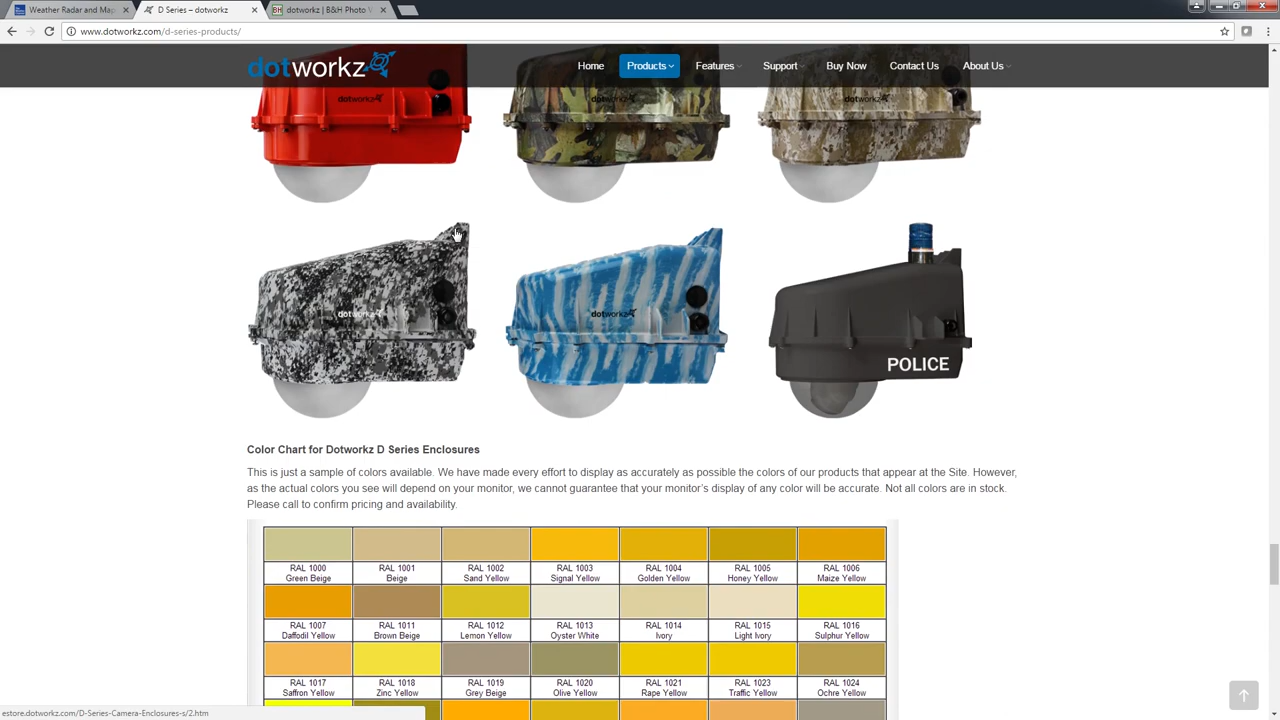 Weather Radar and Ma
D Series – dotworkz
dotworkz | B&H Photo V
www.dotworkz.com/d-series-products/
dotworkz
Home
Products
Features
Support
Buy Now
Contact Us
About Us
dotworkz
dotworkz
dotworkz
dotworkz
dotworkz
POLICE
Color Chart for Dotworkz D Series Enclosures
This is just a sample of colors available. We have made every effort to display as accurately as possible the colors of our products that appear at the Site. However,
as the actual colors you see will depend on your monitor, we cannot guarantee that your monitor's display of any color will be accurate. Not all colors are in stock.
Please call to confirm pricing and availability.
RAL 1000 RAL 1001 RAL 1002 RAL 1003 RAL 1004 RAL 1005 RAL 1006
Green Beige Beige Sand Yellow Signal Yellow Golden Yellow Honey Yellow Maize Yellow
RAL 1007 RAL 1011 RAL 1012 RAL 1013 RAL 1014 RAL 1015 RAL 1016
Daffodil Yellow Brown Beige Lemon Yellow Oyster White Ivory Light Ivory Sulphur Yellow
RAL 1017 RAL 1018 RAL 1019 RAL 1020 RAL 1021 RAL 1023 RAL 1024
Saffron Yellow Zinc Yellow Grey Beige Olive Yellow Rape Yellow Traffic Yellow Ochre Yellow
estore.dotworkz.com/D-Series-Camera-Enclosures-s/2.htm